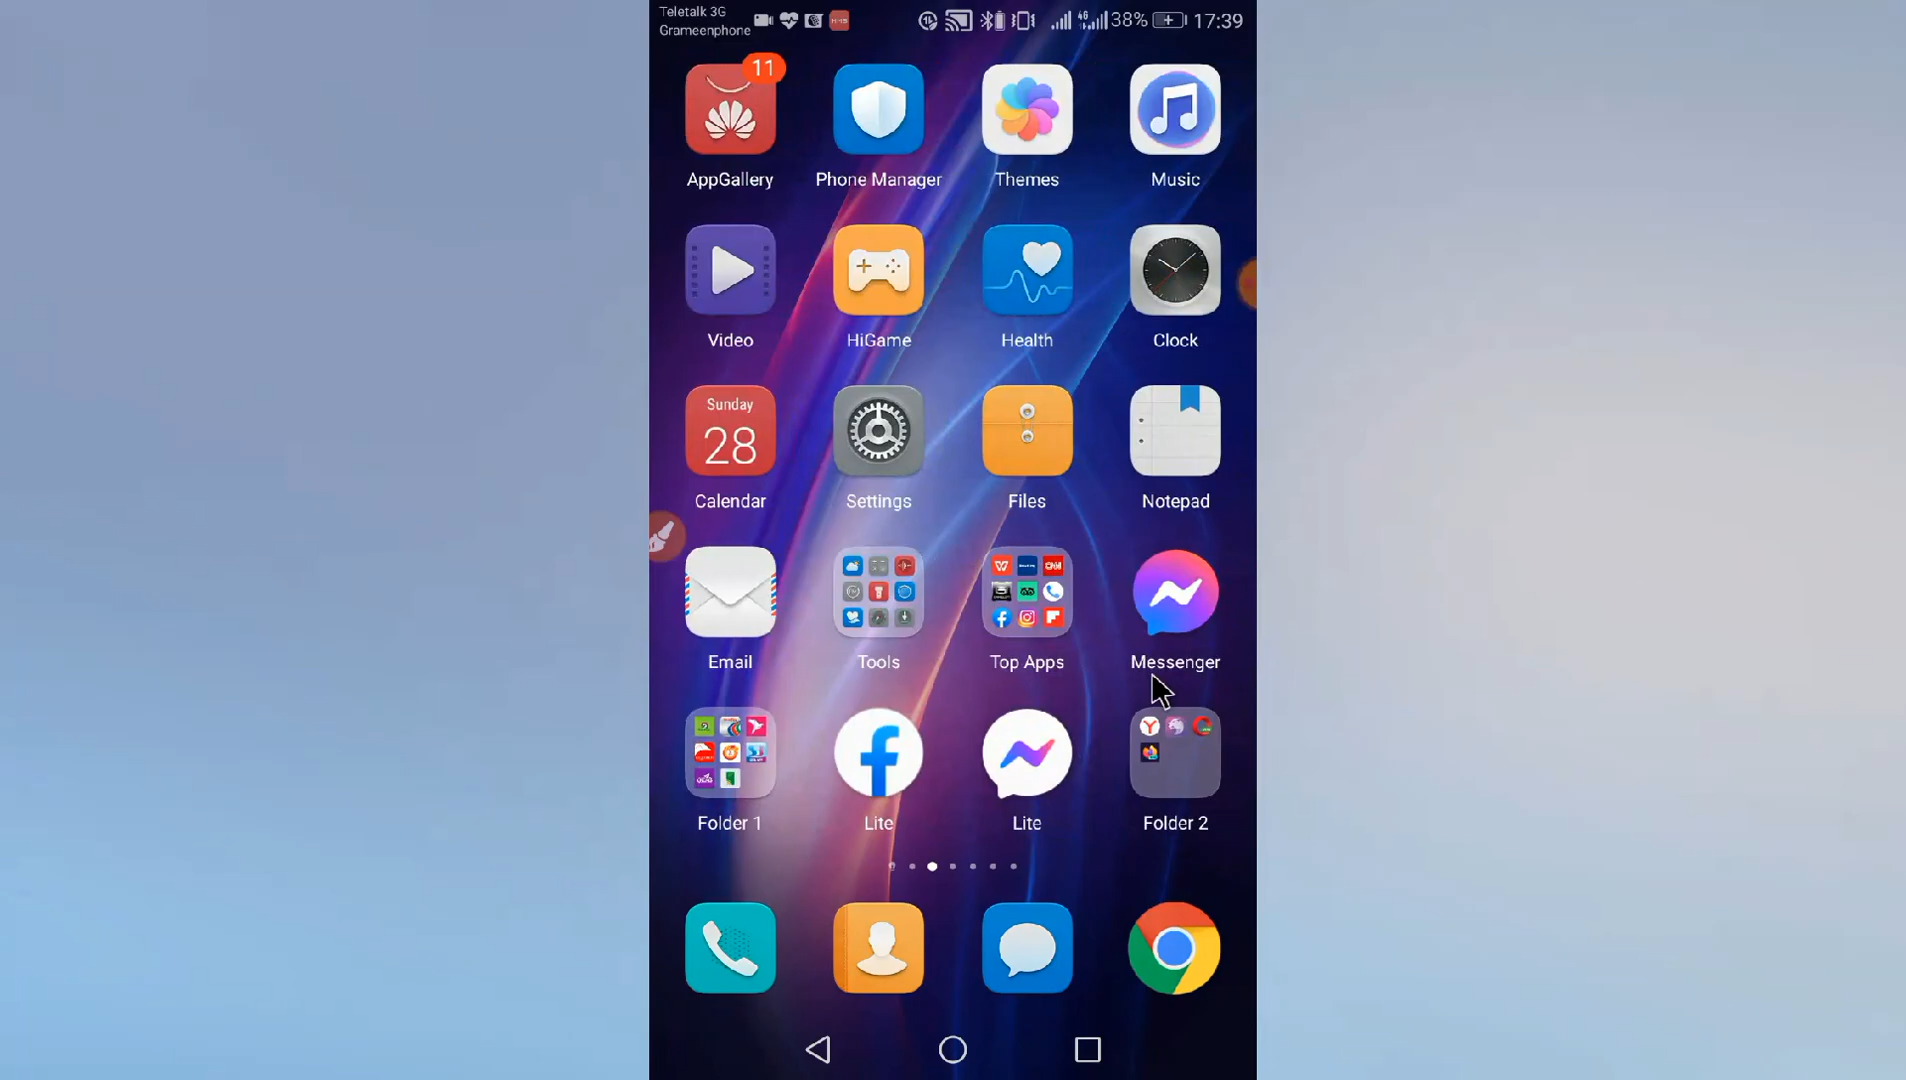 Teletalk 3G
Grameenphone
4G 38% 17:39
11
AppGallery Phone Manager Themes Music
Video HiGame Health Clock
Sunday
28
Calendar Settings Files Notepad
Email Tools Top Apps Messenger
Folder 1 Lite Lite Folder 2